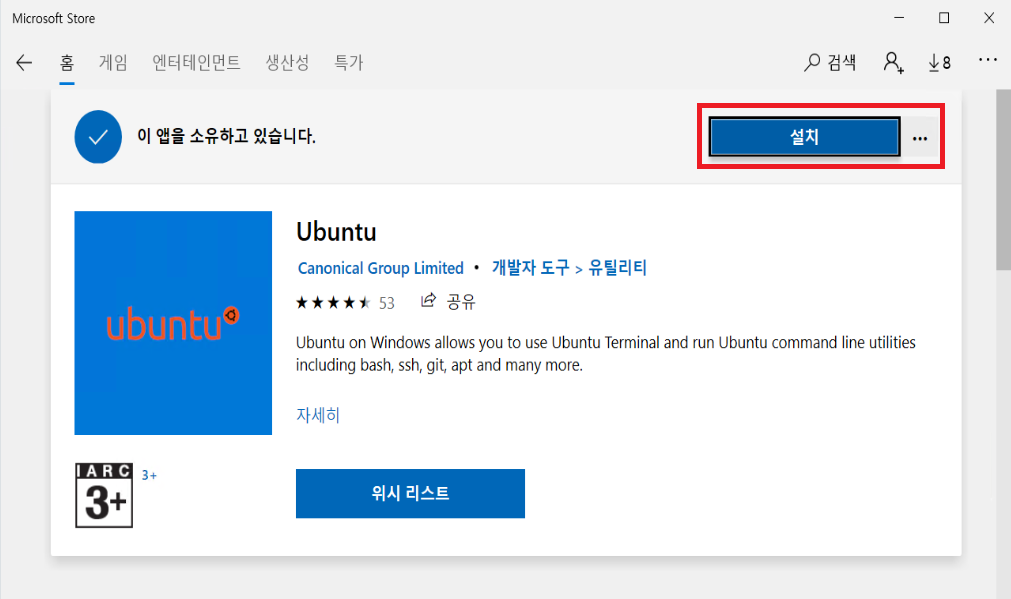 Microsoft Store
홈 게임 엔터테인먼트 생산성 특가 검색 8
이 앱을 소유하고 있습니다. 설치
ubuntu
Ubuntu
Canonical Group Limited • 개발자 도구 > 유틸리티
53 공유
Ubuntu on Windows allows you to use Ubuntu Terminal and run Ubuntu command line utilities
including bash, ssh, git, apt and many more.
자세히
IARC
3+
3+
위시 리스트